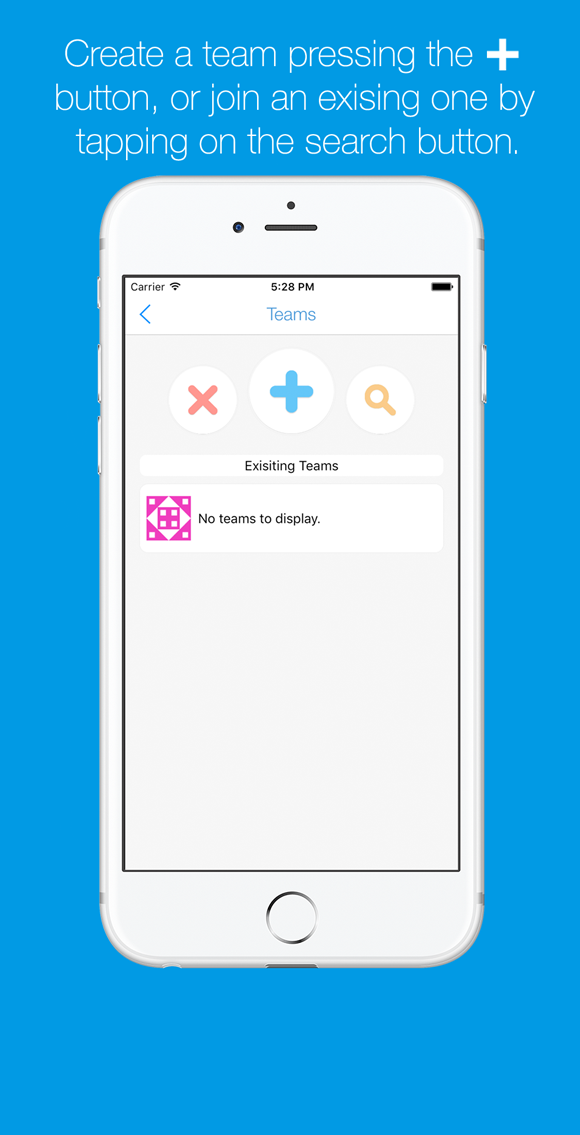 Create a team pressing the +
button, or join an exising one by
tapping on the search button.
Carrier
5:28 PM
Teams
Exisiting Teams
No teams to display.